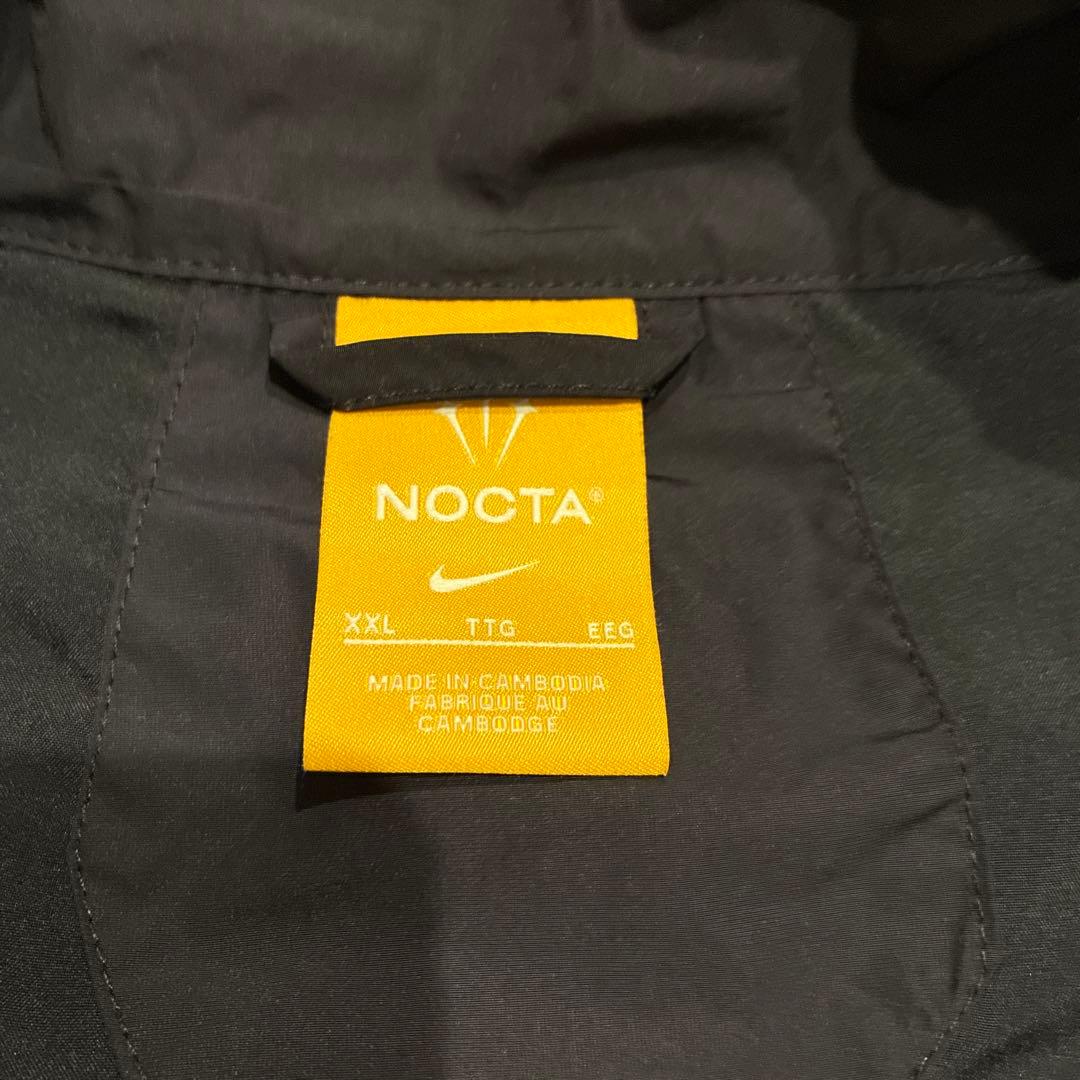 NOCTA®
XXL TTG EEG
MADE IN CAMBODIA
FABRIQUE AU
CAMBODGE